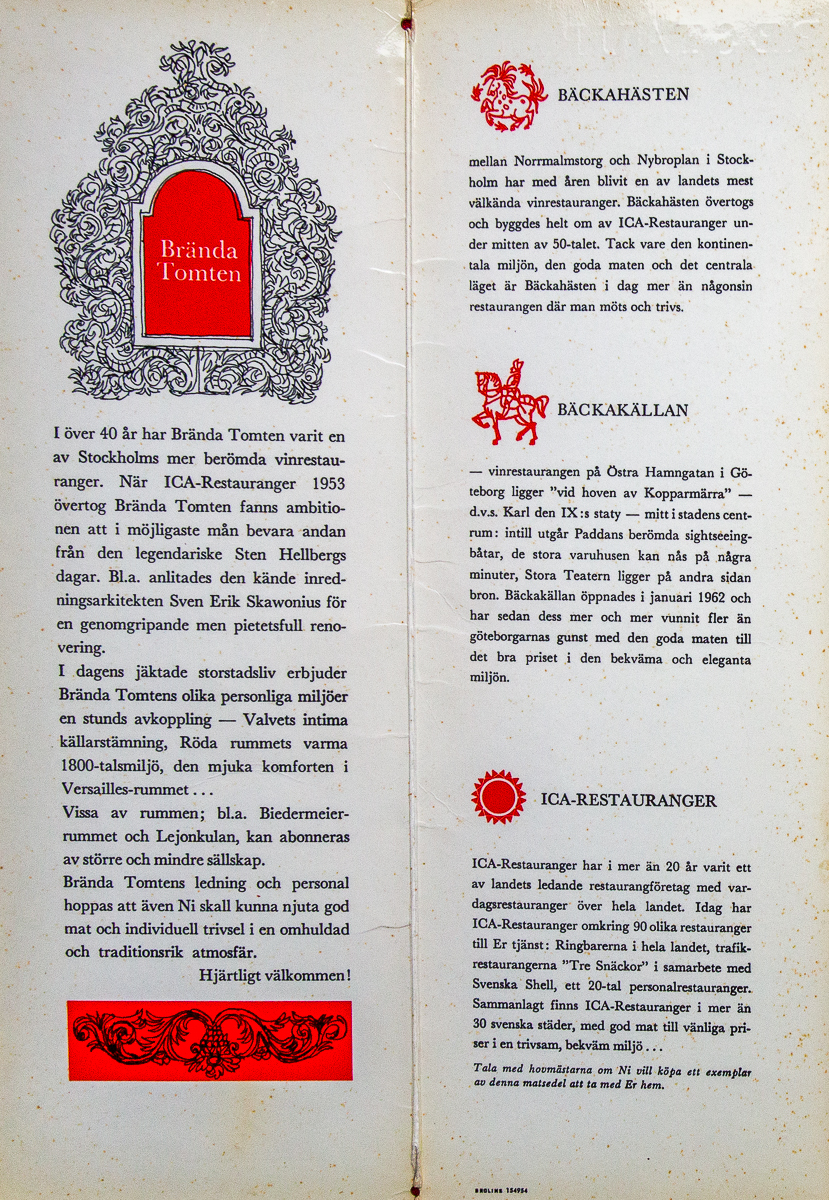 Brända
Tomten
I över 40 år har Brända Tomten varit en
av Stockholms mer berömda vinrestau-
ranger. När ICA-Restauranger 1953
övertog Brända Tomten fanns ambitio-
nen att i möjligaste mån bevara andan
från den legendariske Sten Hellbergs
dagar. Bl.a. anlitades den kände inred-
ningsarkitekten Sven Erik Skawonius för
en genomgripande men pietetsfull reno-
vering.
I dagens jäktade storstadsliv erbjuder
Brända Tomtens olika personliga miljöer
en stunds avkoppling — Valvets intima
källarstämning, Röda rummets varma
1800-talsmiljö, den mjuka komforten i
Versailles-rummet . . .
Vissa av rummen; bl.a. Biedermeier-
rummet och Lejonkulan, kan abonneras
av större och mindre sällskap.
Brända Tomtens ledning och personal
hoppas att även Ni skall kunna njuta god
mat och individuell trivsel i en omhuldad
och traditionsrik atmosfär.
Hjärtligt välkommen!
BÄCKAHÄSTEN
mellan Norrmalmstorg och Nybroplan i Stock-
holm har med åren blivit en av landets mest
välkända vinrestauranger. Bäckahästen övertogs
och byggdes helt om av ICA-Restauranger un-
der mitten av 50-talet. Tack vare den kontinen-
tala miljön, den goda maten och det centrala
läget är Bäckahästen i dag mer än någonsin
restaurangen där man möts och trivs.
BÄCKAKÄLLAN
— vinrestaurangen på Östra Hamngatan i Gö-
teborg ligger ”vid hoven av Kopparmärra” —
d.v.s. Karl den IX:s staty — mitt i stadens cent-
rum: intill utgår Paddans berömda sightseeing-
båtar, de stora varuhusen kan nås på några
minuter, Stora Teatern ligger på andra sidan
bron. Bäckakällan öppnades i januari 1962 och
har sedan dess mer och mer vunnit fler än
göteborgarnas gunst med den goda maten till
det bra priset i den bekväma och eleganta
miljön.
ICA-RESTAURANGER
ICA-Restauranger har i mer än 20 år varit ett
av landets ledande restaurangföretag med var-
dagsrestauranger över hela landet. Idag har
ICA-Restauranger omkring 90 olika restauranger
till Er tjänst: Ringbarerna i hela landet, trafik-
restaurangerna ”Tre Snäckor” i samarbete med
Svenska Shell, ett 20-tal personalrestauranger.
Sammanlagt finns ICA-Restauranger i mer än
30 svenska städer, med god mat till vänliga pri-
ser i en trivsam, bekväm miljö . . .
Tala med hovmästarna om Ni vill köpa ett exemplar
av denna matsedel att ta med Er hem.
BROLINS 154954